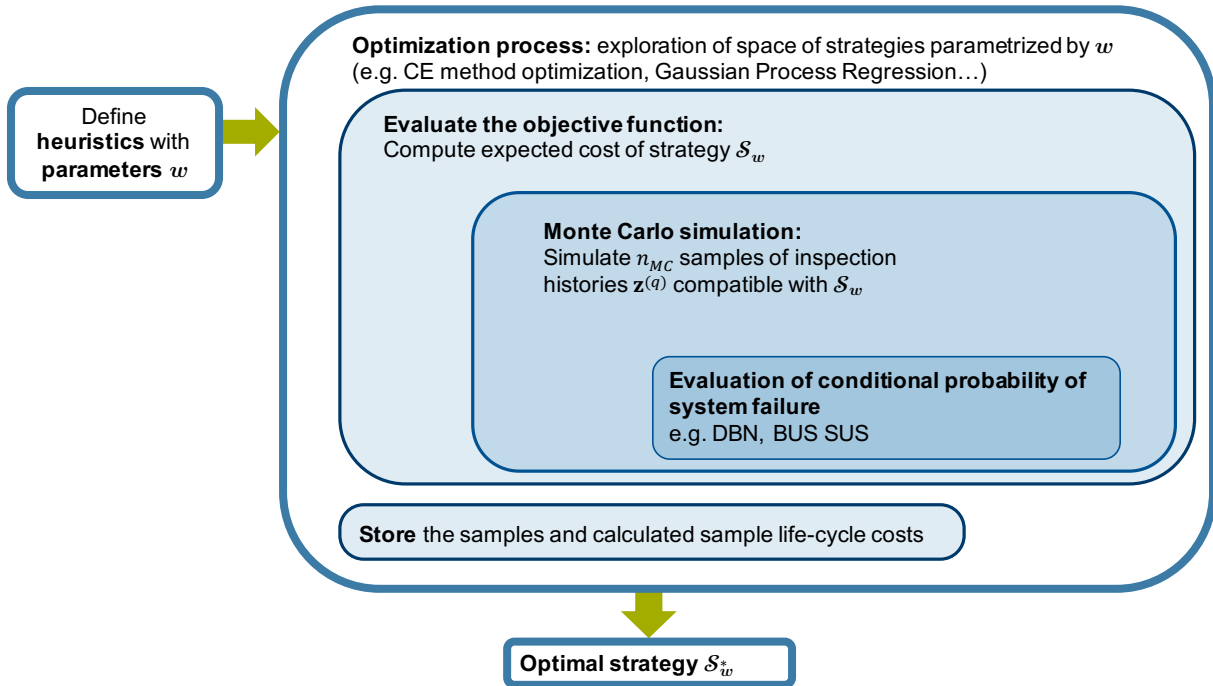 Optimization process: exploration of space of strategies parametrized by w
(e.g. CE method optimization, Gaussian Process Regression…)
Define
heuristics with
parameters w
Evaluate the objective function:
Compute expected cost of strategy 𝒮_w
Monte Carlo simulation:
Simulate n_MC samples of inspection
histories z^(q) compatible with 𝒮_w
Evaluation of conditional probability of
system failure
e.g. DBN, BUS SUS
Store the samples and calculated sample life-cycle costs
Optimal strategy 𝒮*_w